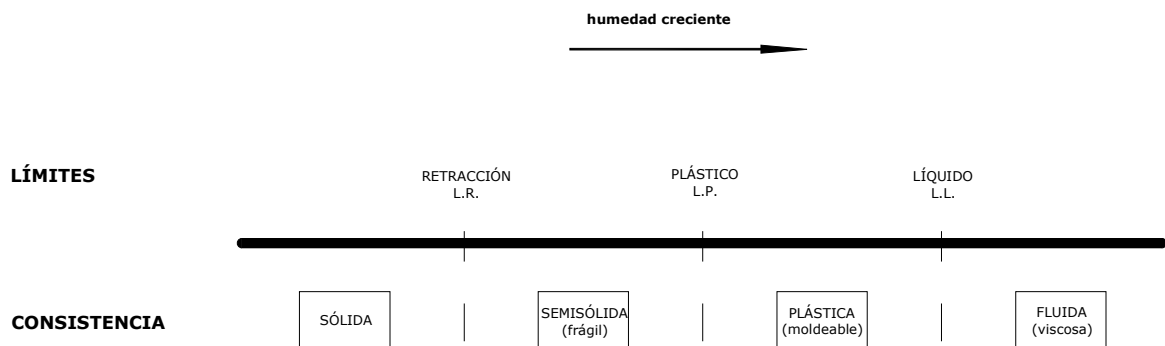 humedad creciente
LÍMITES
RETRACCIÓN
L.R.
PLÁSTICO
L.P.
LÍQUIDO
L.L.
CONSISTENCIA
SÓLIDA
SEMISÓLIDA
(frágil)
PLÁSTICA
(moldeable)
FLUIDA
(viscosa)